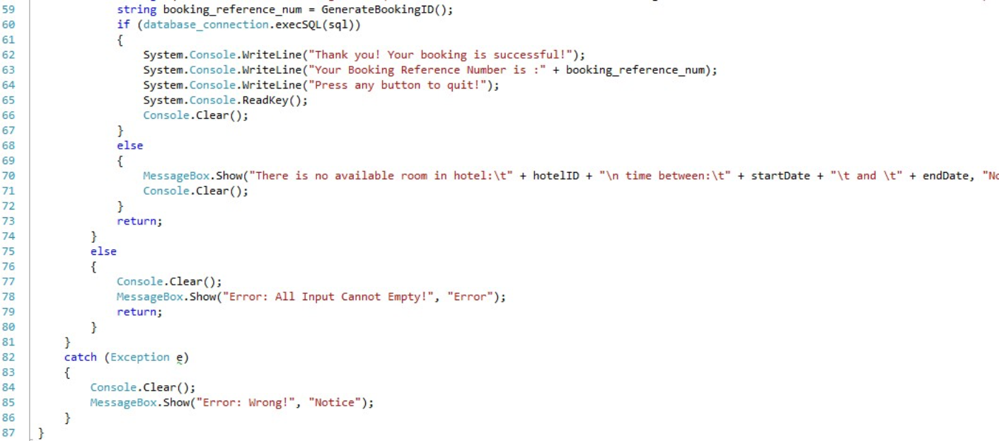 59 string booking_reference_num = GenerateBookingID();
60 if (database_connection.execSQL(sql))
61 {
62 System.Console.WriteLine("Thank you! Your booking is successful!");
63 System.Console.WriteLine("Your Booking Reference Number is :" + booking_reference_num);
64 System.Console.WriteLine("Press any button to quit!");
65 System.Console.ReadKey();
66 Console.Clear();
67 }
68 else
69 {
70 MessageBox.Show("There is no available room in hotel:\t" + hotelID + "\n time between:\t" + startDate + "\t and \t" + endDate, "No
71 Console.Clear();
72 }
73 return;
74 }
75 else
76 {
77 Console.Clear();
78 MessageBox.Show("Error: All Input Cannot Empty!", "Error");
79 return;
80 }
81 }
82 catch (Exception e)
83 {
84 Console.Clear();
85 MessageBox.Show("Error: Wrong!", "Notice");
86 }
87 }